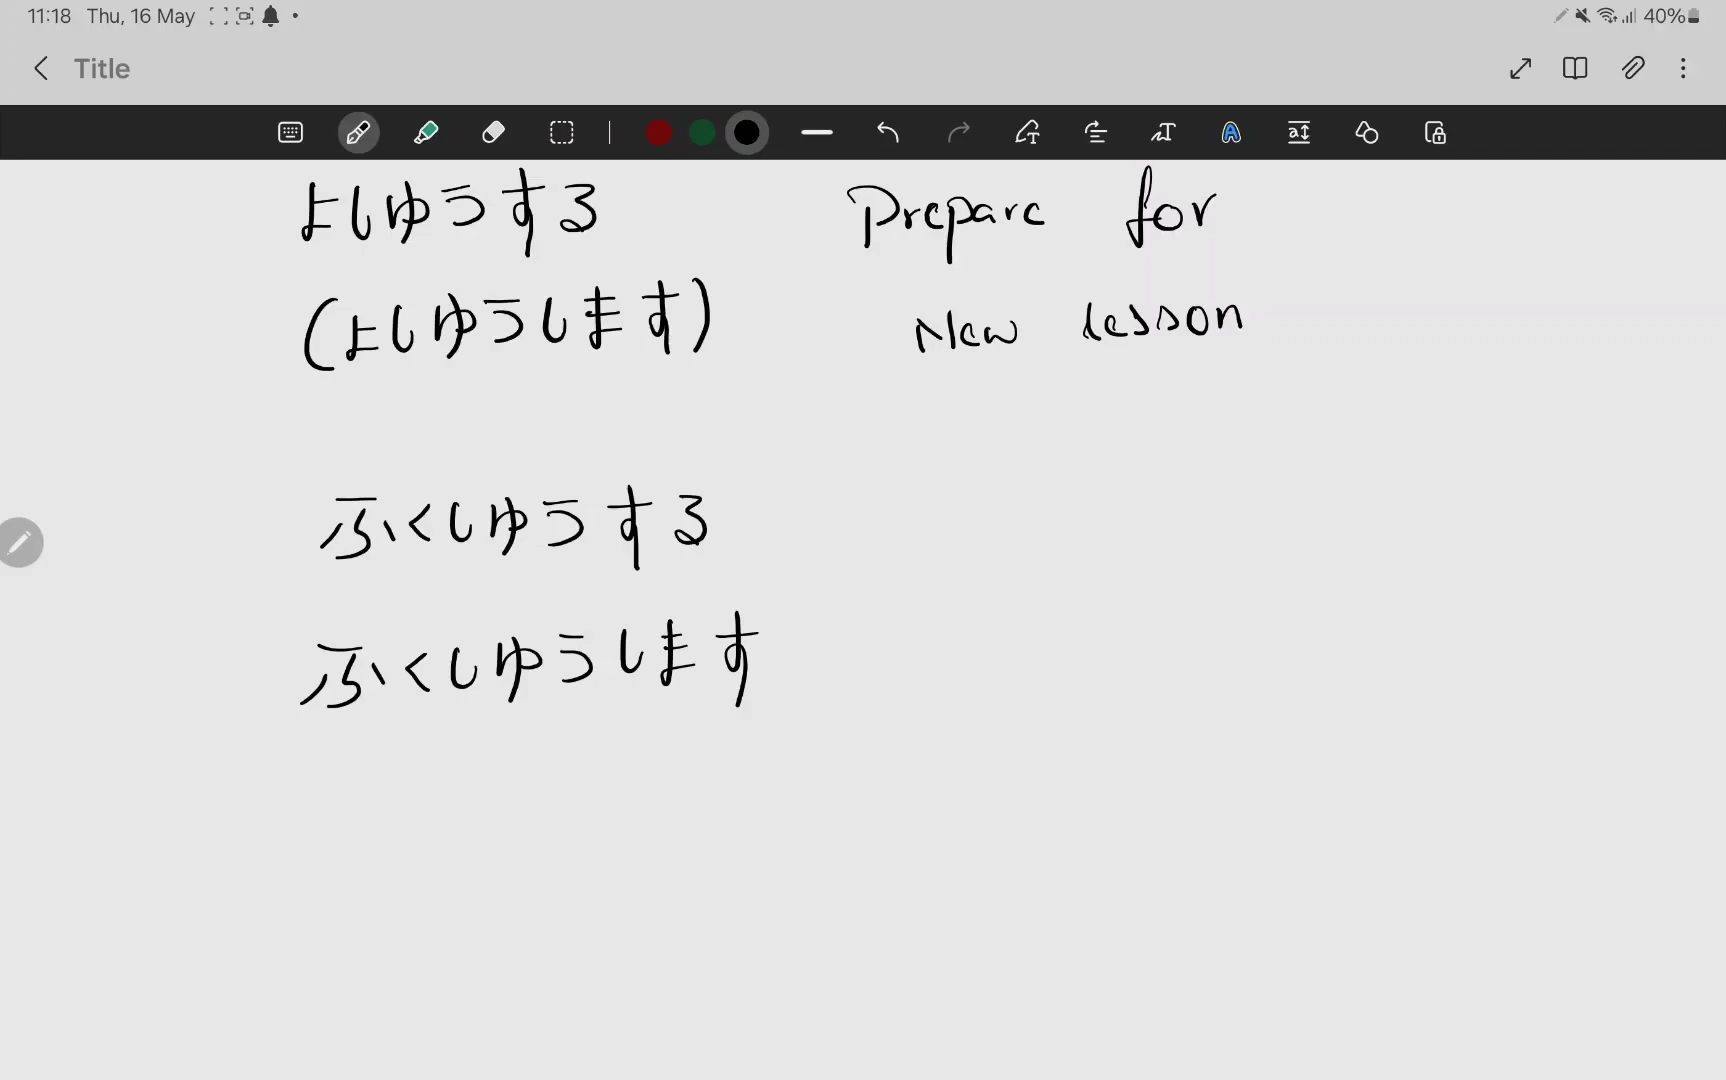 11:18 Thu, 16 May 40%
Title
よしゅうする Prepare for
(よしゅうします) New lesson
ふくしゅうする
ふくしゅうします